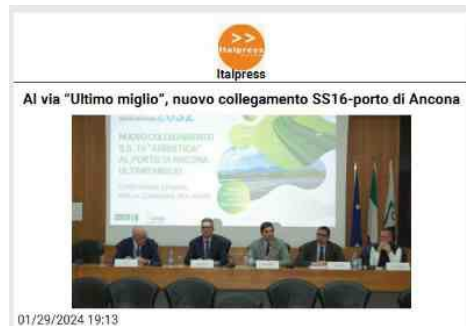 >>
Italpress
Italpress
Al via “Ultimo miglio”, nuovo collegamento SS16-porto di Ancona
2032
NUOVO COLLEGAMENTO
S.S. 16 "ADRIATICA"
AL PORTO DI ANCONA
ULTIMO MIGLIO
01/29/2024 19:13